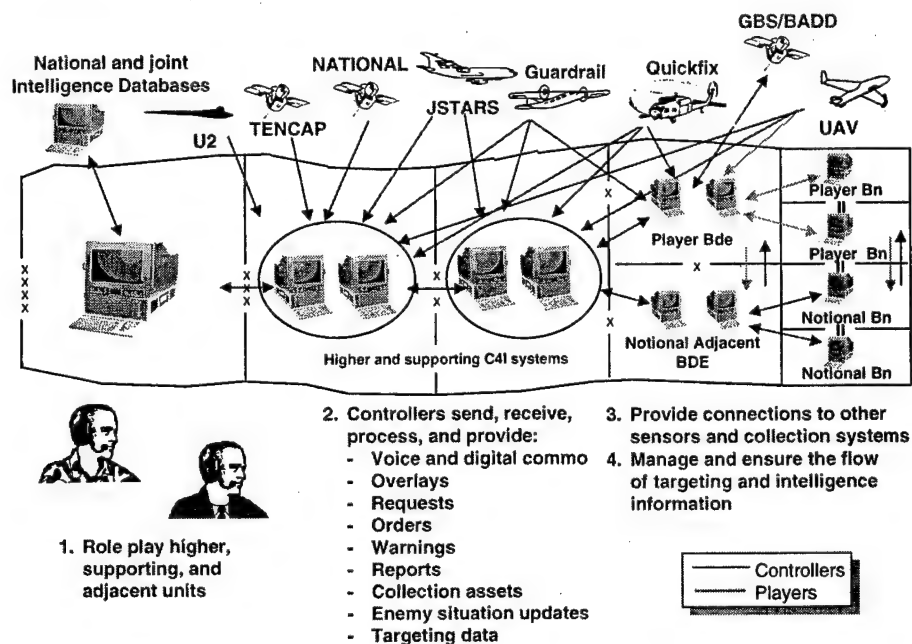 GBS/BADD
National and joint
Intelligence Databases
NATIONAL
Guardrail
Quickfix
U2
TENCAP
JSTARS
UAV
x
x
x
x
x
x
x
x
x
x
x
x
x
Player Bn
Player Bde
Player Bn
Notional Bn
Notional Adjacent
BDE
Notional Bn
Higher and supporting C4I systems
1. Role play higher,
supporting, and
adjacent units
2. Controllers send, receive,
process, and provide:
- Voice and digital commo
- Overlays
- Requests
- Orders
- Warnings
- Reports
- Collection assets
- Enemy situation updates
- Targeting data
3. Provide connections to other
sensors and collection systems
4. Manage and ensure the flow
of targeting and intelligence
information
Controllers
Players